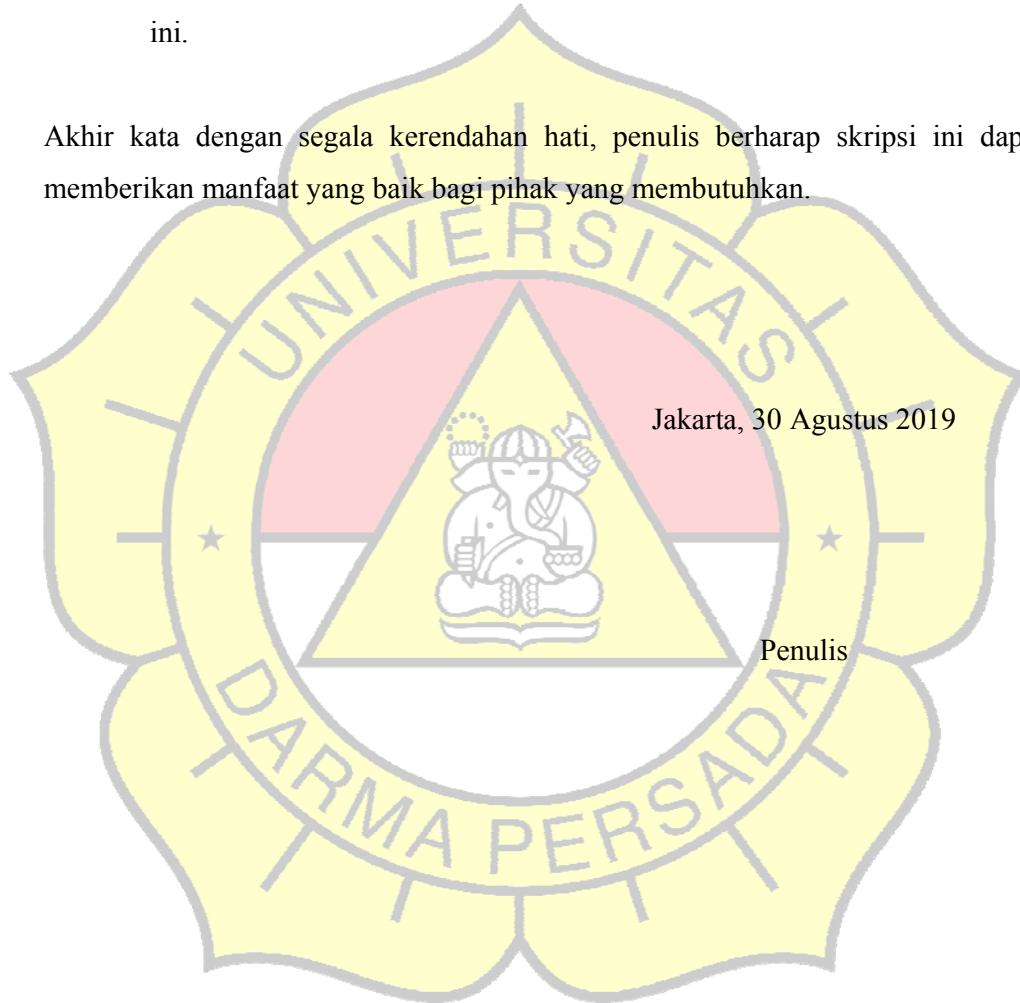 ini.
Akhir kata dengan segala kerendahan hati, penulis berharap skripsi ini dap
memberikan manfaat yang baik bagi pihak yang membutuhkan.
UNIVERSITAS
Jakarta, 30 Agustus 2019
Penulis
DARMA PERSADA